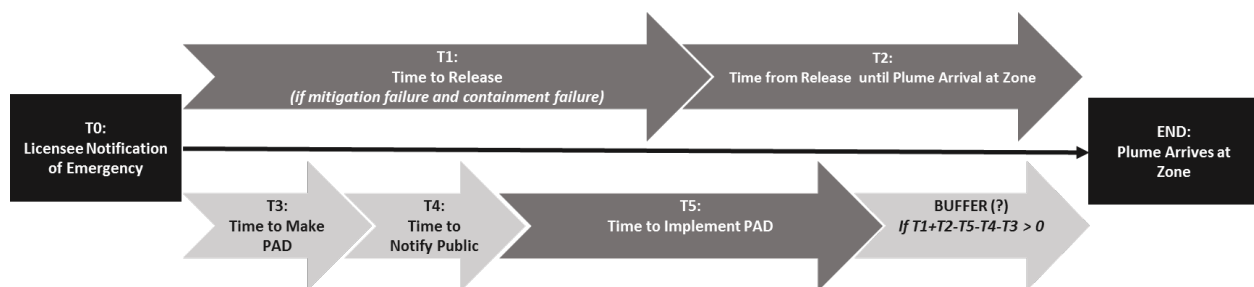 T1:
Time to Release
(if mitigation failure and containment failure)
T2:
Time from Release until Plume Arrival at Zone
T0:
Licensee Notification
of Emergency
END:
Plume Arrives at
Zone
T3:
Time to Make
PAD
T4:
Time to
Notify Public
T5:
Time to Implement PAD
BUFFER (?)
If T1+T2-T5-T4-T3 > 0